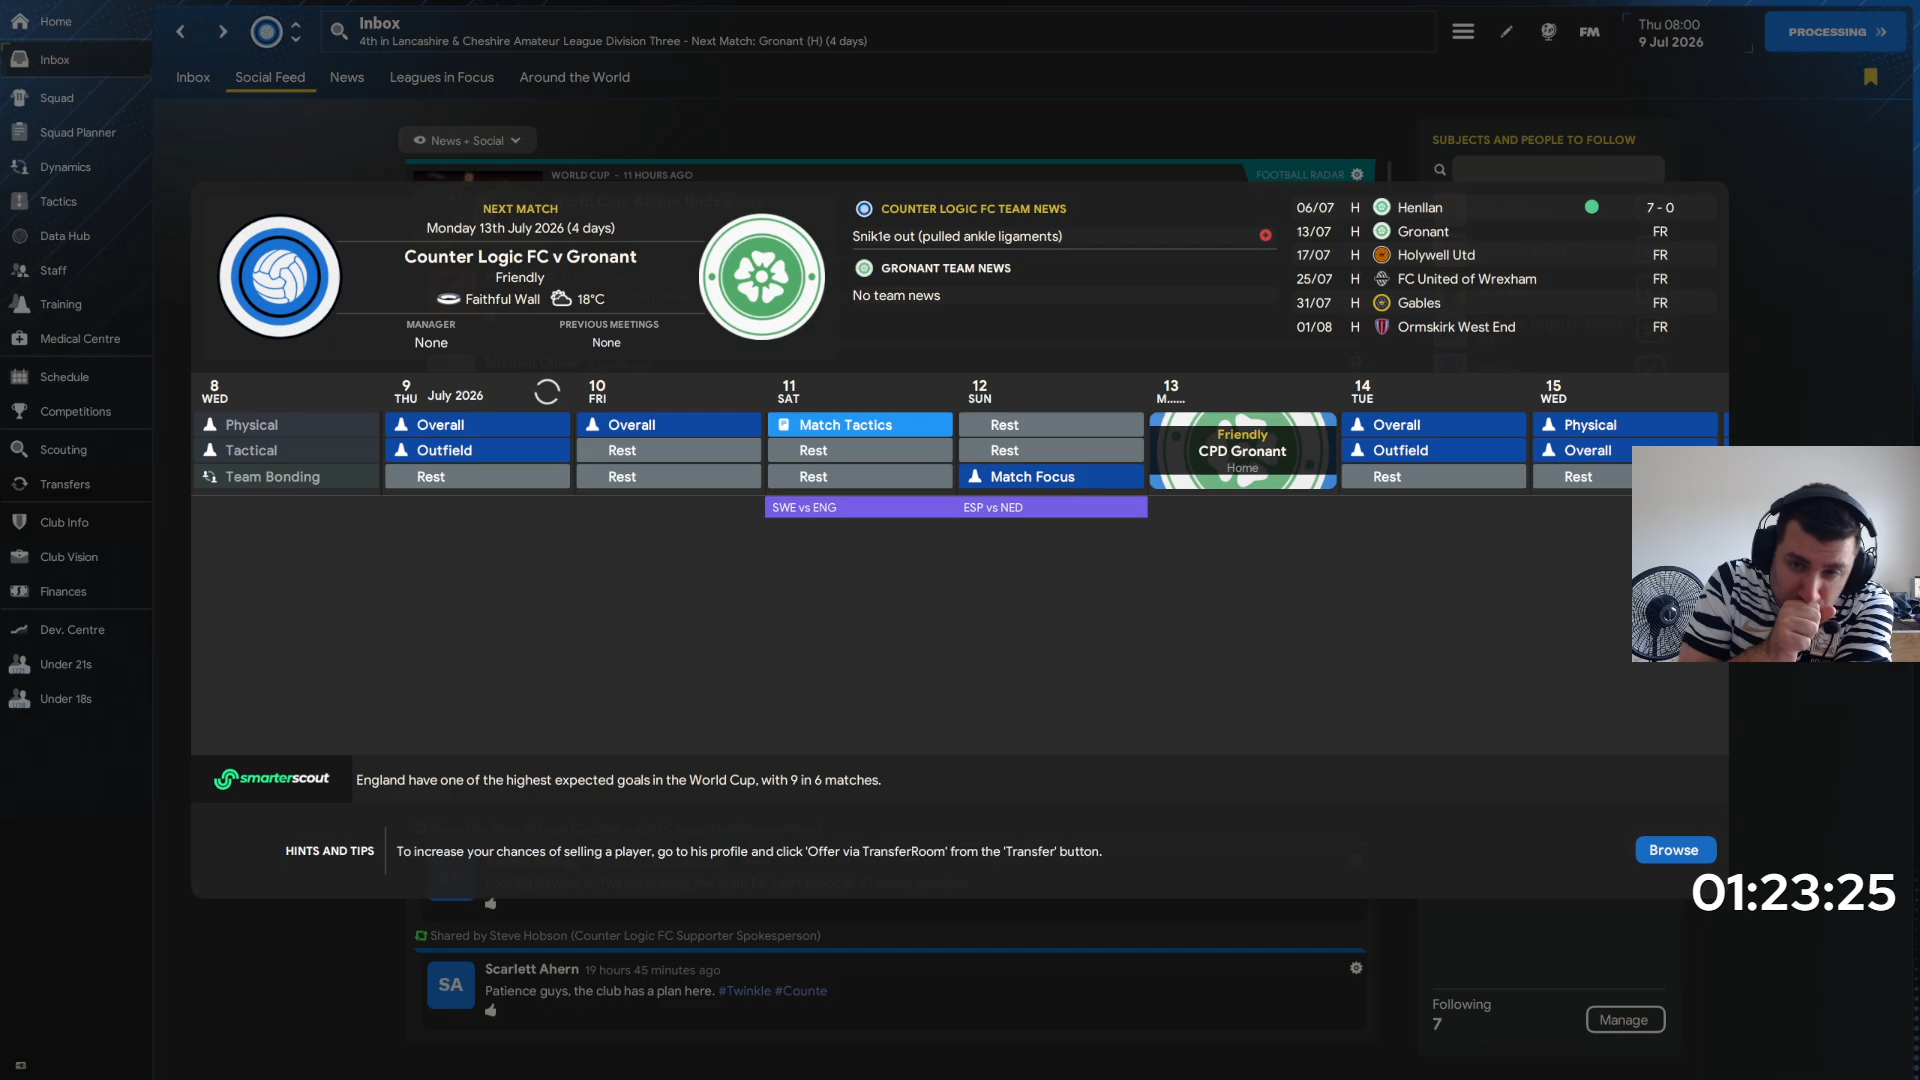 Home
Inbox
Squad
Squad Planner
Dynamics
Tactics
Data Hub
Staff
Training
Medical Centre
Schedule
Competitions
Scouting
Transfers
Club Info
Club Vision
Finances
Dev. Centre
Under 21s
Under 18s
Inbox
4th in Lancashire & Cheshire Amateur League Division Three - Next Match: Gronant (H) (4 days)
FM
Thu 08:00
9 Jul 2026
PROCESSING
Inbox Social Feed News Leagues in Focus Around the World
News + Social
WORLD CUP - 11 HOURS AGO
FOOTBALL RADAR
SUBJECTS AND PEOPLE TO FOLLOW
NEXT MATCH
Monday 13th July 2026 (4 days)
Counter Logic FC v Gronant
Friendly
Faithful Wall 18°C
MANAGER
None
PREVIOUS MEETINGS
None
COUNTER LOGIC FC TEAM NEWS
Snik1e out (pulled ankle ligaments)
GRONANT TEAM NEWS
No team news
06/07 H Henllan 7 - 0
13/07 H Gronant FR
17/07 H Holywell Utd FR
25/07 H FC United of Wrexham FR
31/07 H Gables FR
01/08 H Ormskirk West End FR
8 WED
Physical
Tactical
Team Bonding
9 THU July 2026
Overall
Outfield
Rest
10 FRI
Overall
Rest
Rest
11 SAT
Match Tactics
Rest
Rest
12 SUN
Rest
Rest
Match Focus
13 M......
Friendly
CPD Gronant
Home
14 TUE
Overall
Outfield
Rest
15 WED
Physical
Overall
Rest
SWE vs ENG ESP vs NED
smarterscout
England have one of the highest expected goals in the World Cup, with 9 in 6 matches.
HINTS AND TIPS
To increase your chances of selling a player, go to his profile and click 'Offer via TransferRoom' from the 'Transfer' button.
Browse
01:23:25
Shared by Steve Hobson (Counter Logic FC Supporter Spokesperson)
SA
Scarlett Ahern 19 hours 45 minutes ago
Patience guys, the club has a plan here. #Twinkle #Counte
Following
7
Manage